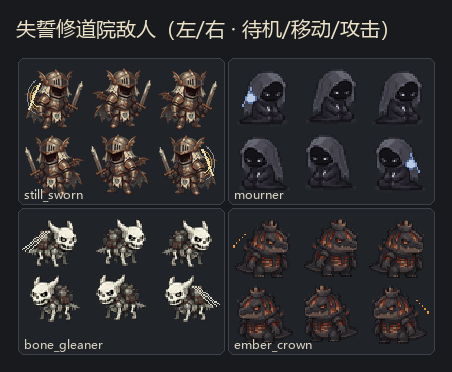 失誓修道院敌人（左/右 · 待机/移动/攻击）
still_sworn
mourner
bone_gleaner
ember_crown